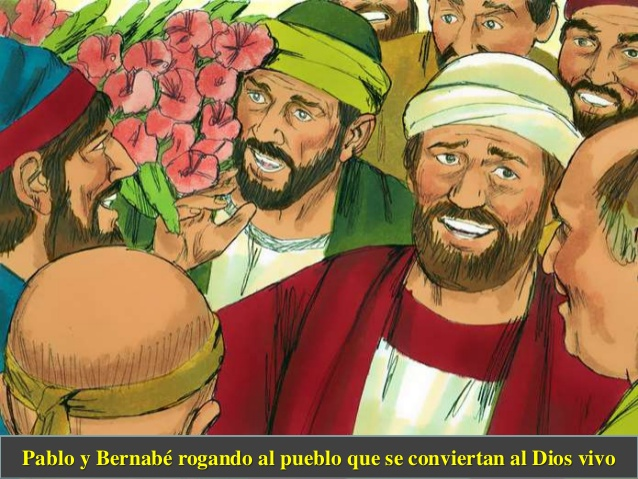 Pablo y Bernabé rogando al pueblo que se conviertan al Dios vivo